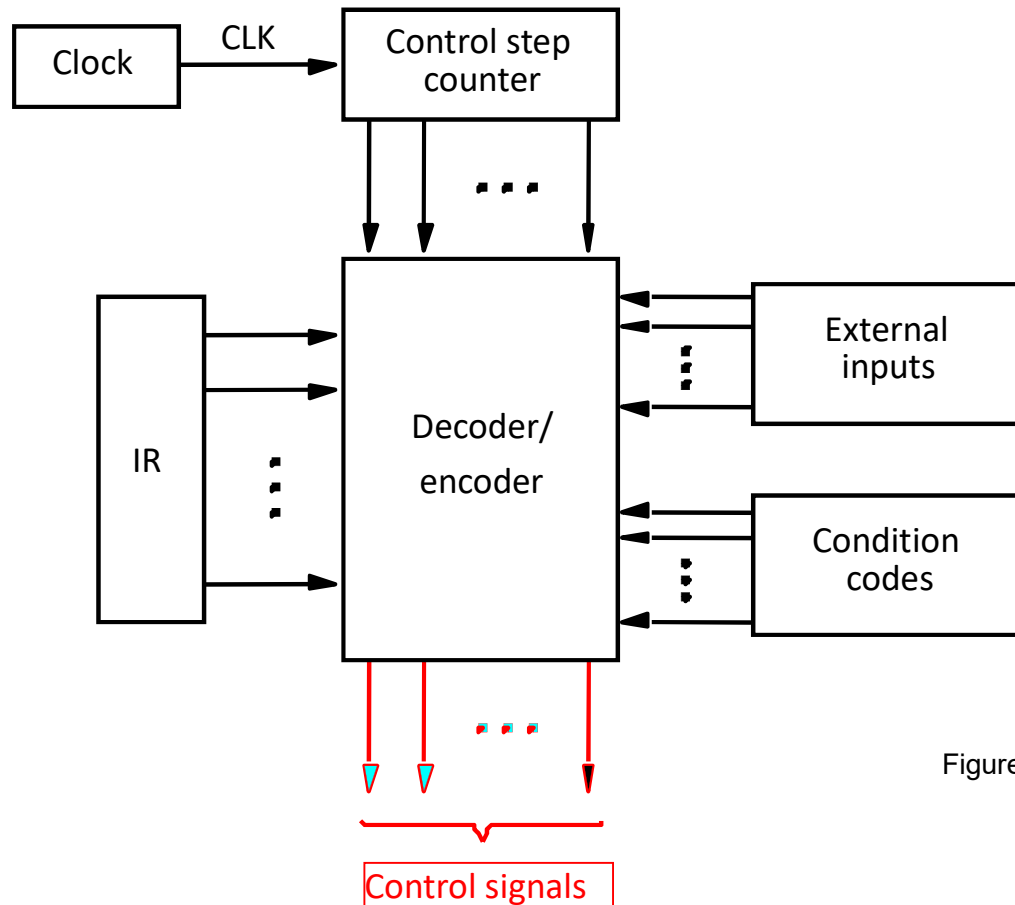 Clock
CLK
Control step
counter
IR
Decoder/
encoder
External
inputs
Condition
codes
Figure
Control signals